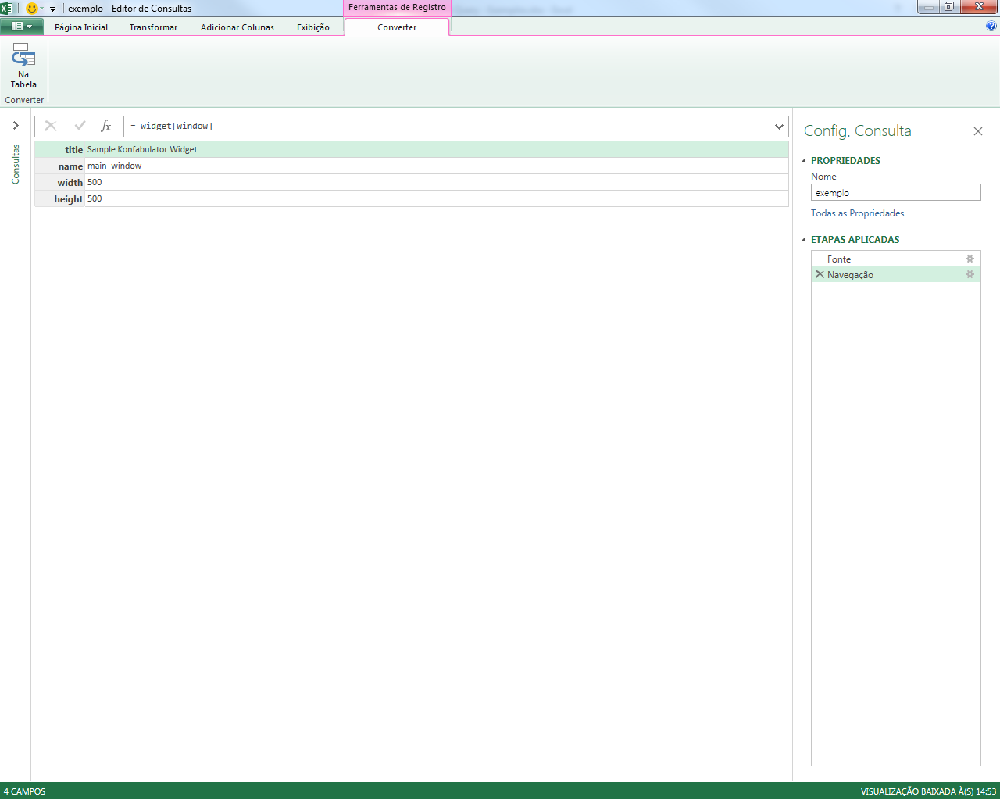 exemplo - Editor de Consultas
Ferramentas de Registro
Página Inicial
Transformar
Adicionar Colunas
Exibição
Converter
Na
Tabela
Converter
Consultas
fx
= widget[window]
title Sample Konfabulator Widget
name main_window
width 500
height 500
Config. Consulta
PROPRIEDADES
Nome
exemplo
Todas as Propriedades
ETAPAS APLICADAS
Fonte
Navegação
4 CAMPOS
VISUALIZAÇÃO BAIXADA À(S) 14:53